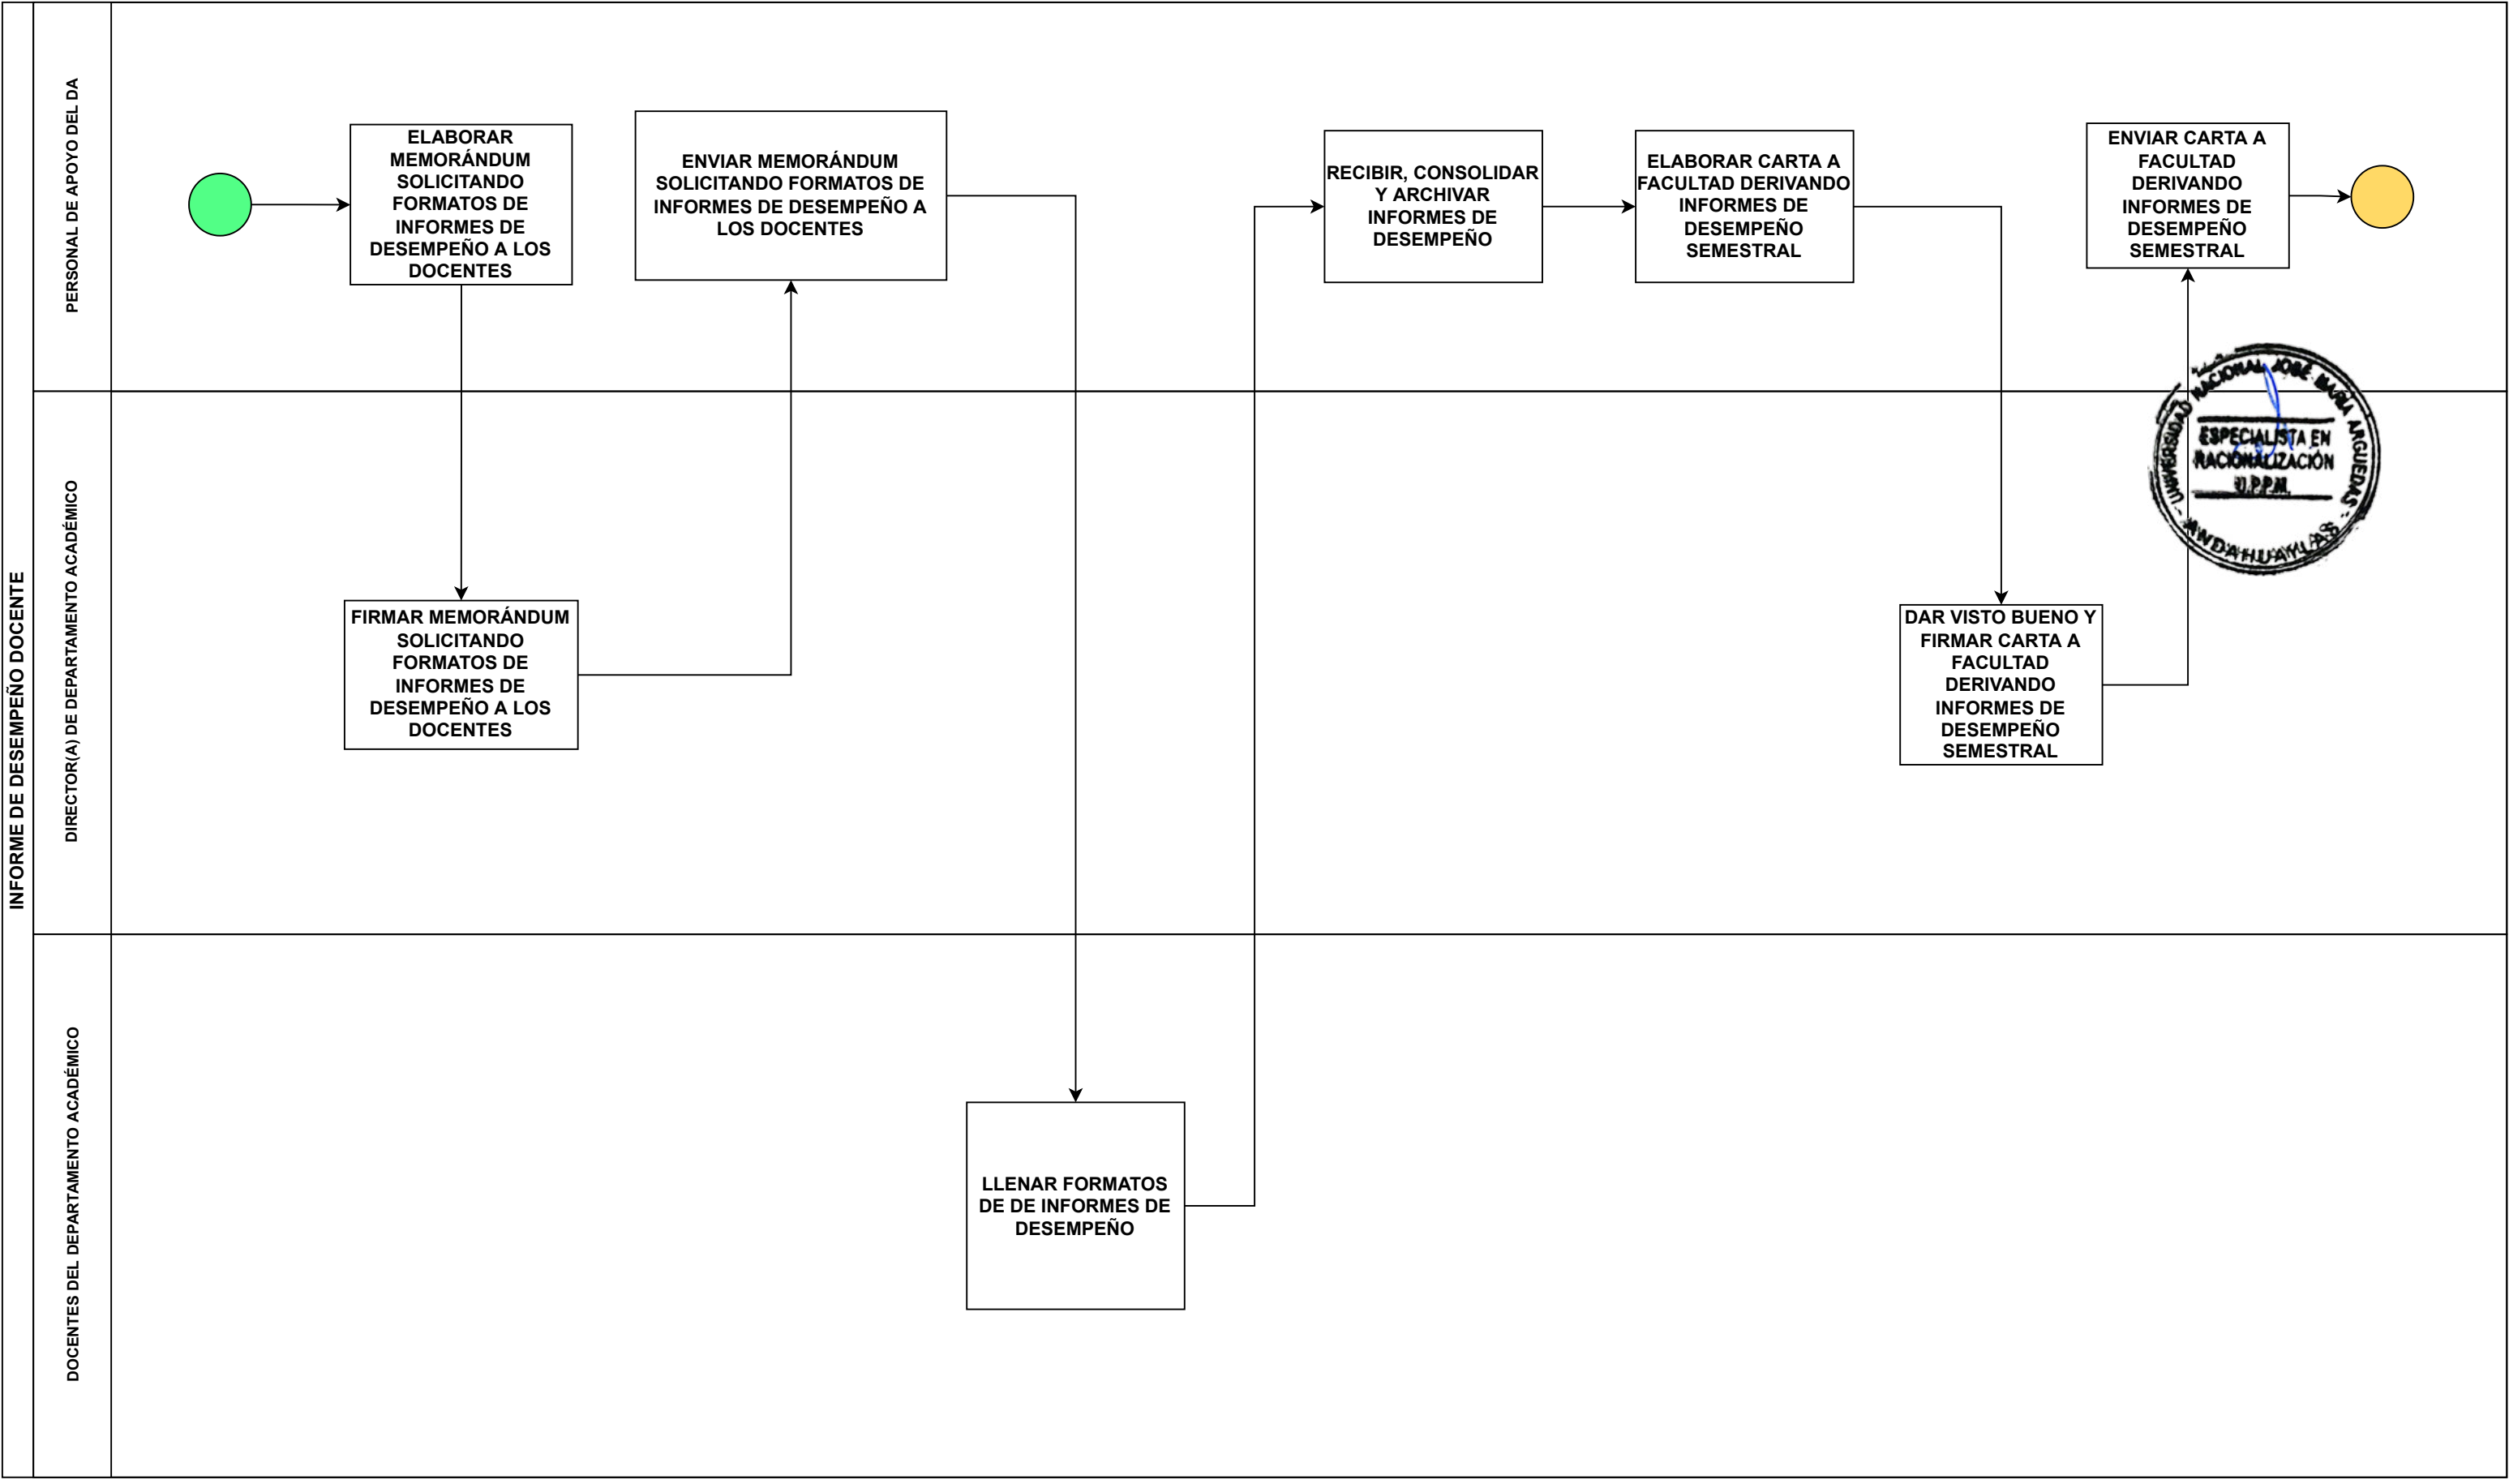 INFORME DE DESEMPEÑO DOCENTE
PERSONAL DE APOYO DEL DA
ELABORAR
MEMORÁNDUM
SOLICITANDO
FORMATOS DE
INFORMES DE
DESEMPEÑO A LOS
DOCENTES
ENVIAR MEMORÁNDUM
SOLICITANDO FORMATOS DE
INFORMES DE DESEMPEÑO A
LOS DOCENTES
RECIBIR, CONSOLIDAR
Y ARCHIVAR
INFORMES DE
DESEMPEÑO
ELABORAR CARTA A
FACULTAD DERIVANDO
INFORMES DE
DESEMPEÑO
SEMESTRAL
ENVIAR CARTA A
FACULTAD
DERIVANDO
INFORMES DE
DESEMPEÑO
SEMESTRAL
DIRECTOR(A) DE DEPARTAMENTO ACADÉMICO
FIRMAR MEMORÁNDUM
SOLICITANDO
FORMATOS DE
INFORMES DE
DESEMPEÑO A LOS
DOCENTES
DAR VISTO BUENO Y
FIRMAR CARTA A
FACULTAD
DERIVANDO
INFORMES DE
DESEMPEÑO
SEMESTRAL
UNIVERSIDAD NACIONAL JOSÉ MARÍA ARGUEDAS
ESPECIALISTA EN
RACIONALIZACIÓN
U.P.P.M.
- ANDAHUAYLAS -
DOCENTES DEL DEPARTAMENTO ACADÉMICO
LLENAR FORMATOS
DE DE INFORMES DE
DESEMPEÑO